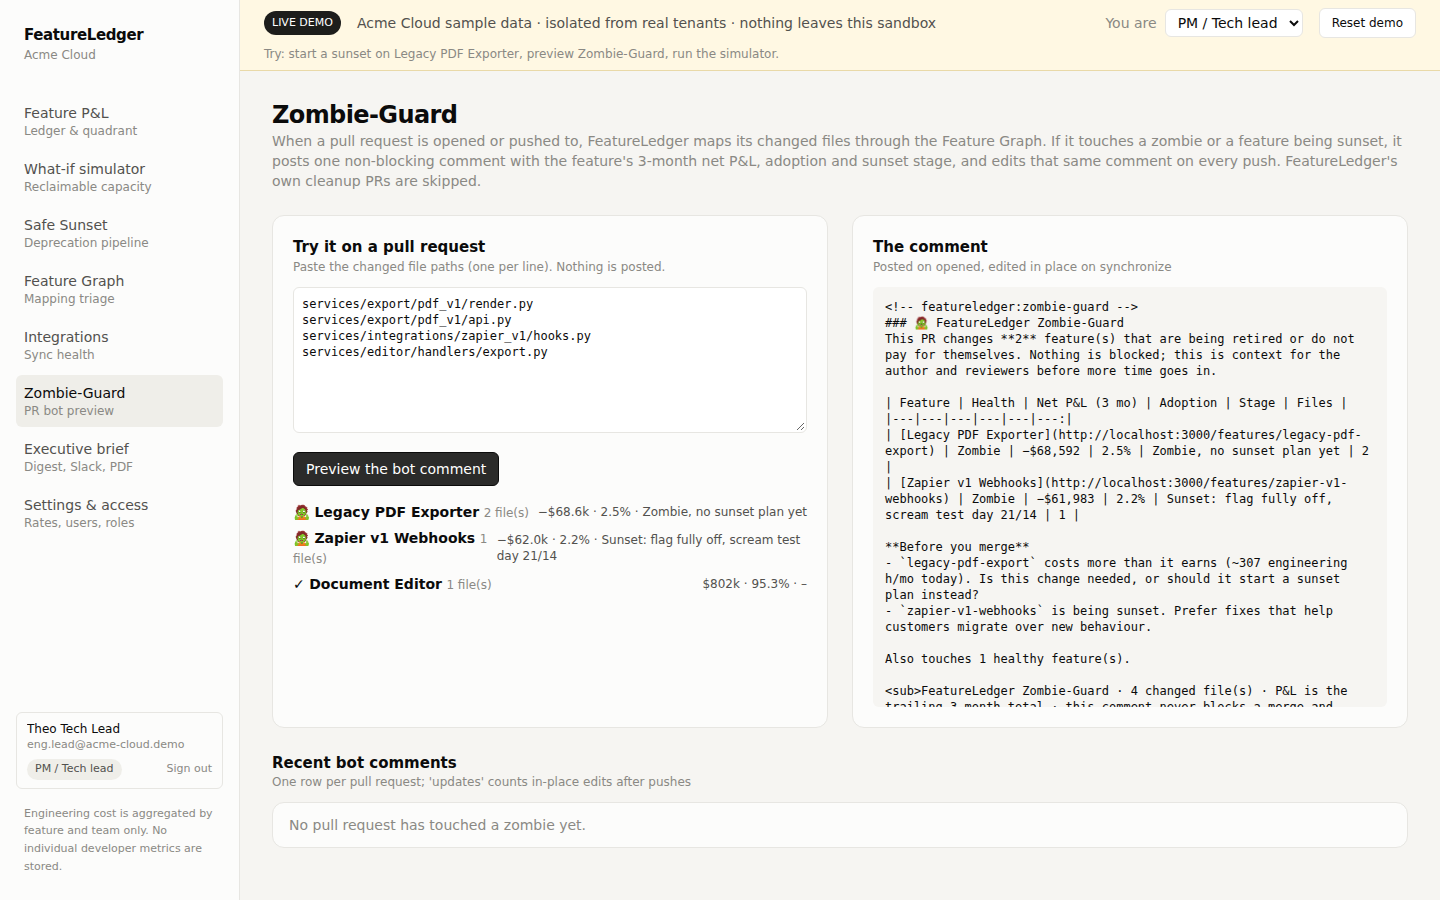 FeatureLedger
Acme Cloud
Feature P&L
Ledger & quadrant
What-if simulator
Reclaimable capacity
Safe Sunset
Deprecation pipeline
Feature Graph
Mapping triage
Integrations
Sync health
Zombie-Guard
PR bot preview
Executive brief
Digest, Slack, PDF
Settings & access
Rates, users, roles
Theo Tech Lead
eng.lead@acme-cloud.demo
PM / Tech lead
Sign out
Engineering cost is aggregated by
feature and team only. No
individual developer metrics are
stored.
LIVE DEMO
Acme Cloud sample data · isolated from real tenants · nothing leaves this sandbox
You are
PM / Tech lead
Reset demo
Try: start a sunset on Legacy PDF Exporter, preview Zombie-Guard, run the simulator.
Zombie-Guard
When a pull request is opened or pushed to, FeatureLedger maps its changed files through the Feature Graph. If it touches a zombie or a feature being sunset, it
posts one non-blocking comment with the feature's 3-month net P&L, adoption and sunset stage, and edits that same comment on every push. FeatureLedger's
own cleanup PRs are skipped.
Try it on a pull request
Paste the changed file paths (one per line). Nothing is posted.
services/export/pdf_v1/render.py
services/export/pdf_v1/api.py
services/integrations/zapier_v1/hooks.py
services/editor/handlers/export.py
Preview the bot comment
🧟 Legacy PDF Exporter 2 file(s) −$68.6k · 2.5% · Zombie, no sunset plan yet
🧟 Zapier v1 Webhooks 1
file(s)
−$62.0k · 2.2% · Sunset: flag fully off, scream test
day 21/14
✓ Document Editor 1 file(s) $802k · 95.3% · –
The comment
Posted on opened, edited in place on synchronize
<!-- featureledger:zombie-guard -->
### 🧟 FeatureLedger Zombie-Guard
This PR changes **2** feature(s) that are being retired or do not
pay for themselves. Nothing is blocked; this is context for the
author and reviewers before more time goes in.
| Feature | Health | Net P&L (3 mo) | Adoption | Stage | Files |
|---|---|---|---|---|---:|
| [Legacy PDF Exporter](http://localhost:3000/features/legacy-pdf-
export) | Zombie | −$68,592 | 2.5% | Zombie, no sunset plan yet | 2
|
| [Zapier v1 Webhooks](http://localhost:3000/features/zapier-v1-
webhooks) | Zombie | −$61,983 | 2.2% | Sunset: flag fully off,
scream test day 21/14 | 1 |
**Before you merge**
- `legacy-pdf-export` costs more than it earns (~307 engineering
h/mo today). Is this change needed, or should it start a sunset
plan instead?
- `zapier-v1-webhooks` is being sunset. Prefer fixes that help
customers migrate over new behaviour.
Also touches 1 healthy feature(s).
<sub>FeatureLedger Zombie-Guard · 4 changed file(s) · P&L is the
trailing 3-month total · this comment never blocks a merge and
Recent bot comments
One row per pull request; 'updates' counts in-place edits after pushes
No pull request has touched a zombie yet.